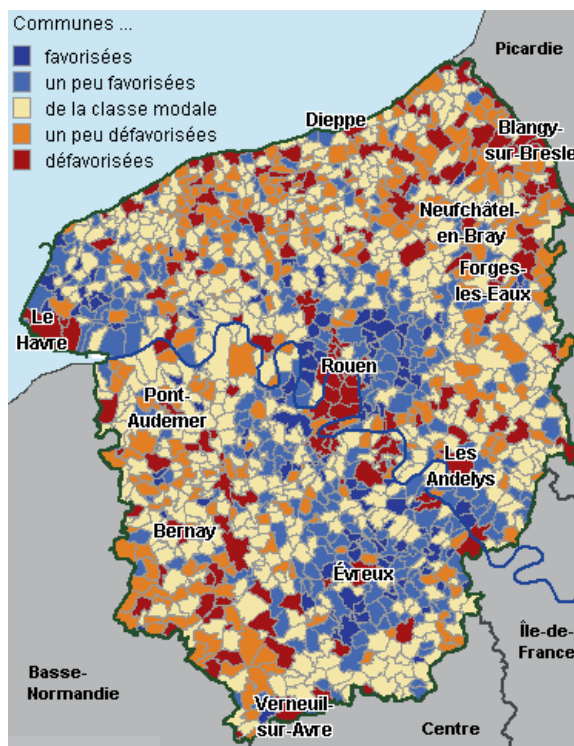 Communes ...
favorisées
un peu favorisées
de la classe modale
un peu défavorisées
défavorisées
Picardie
Dieppe
Blangy-
sur-Bresle
Neufchâtel-
en-Bray
Forges-
les-Eaux
Le
Havre
Rouen
Pont-
Audemer
Les
Andelys
Bernay
Évreux
Île-de-
France
Basse-
Normandie
Verneuil-
sur-Avre
Centre